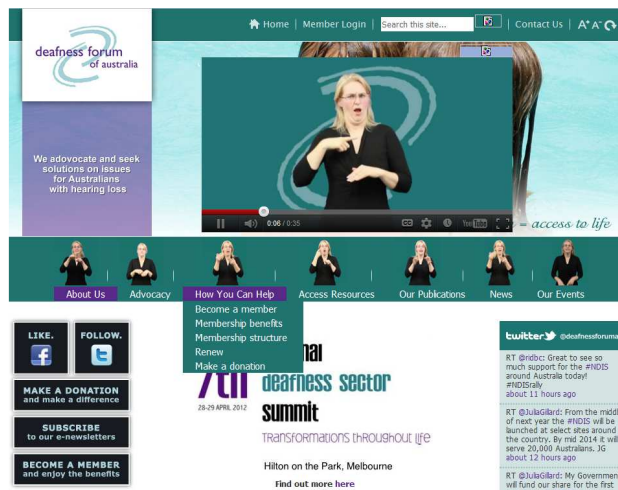 Home | Member Login | Search this site... | Contact Us | A+ A-
deafness forum
of australia
We adovocate and seek
solutions on issues
for Australians
with hearing loss
0:06 / 0:35
CC
YouTube
= access to life
About Us
Advocacy
How You Can Help
Access Resources
Our Publications
News
Our Events
Become a member
Membership benefits
Membership structure
Renew
Make a donation
LIKE.
FOLLOW.
MAKE A DONATION
and make a difference
SUBSCRIBE
to our e-newsletters
BECOME A MEMBER
and enjoy the benefits
7th
deafness sector
28-29 APRIL 2012
summit
TRANSFORMATIONS THROUGHOUT LIFE
Hilton on the Park, Melbourne
Find out more here
twitter @deafnessforuma
RT @ridbc: Great to see so
much support for the #NDIS
around Australia today!
#NDISrally
about 11 hours ago
RT @JuliaGillard: From the middl
of next year the #NDIS will be
launched at select sites around
the country. By mid 2014 it will
serve 20,000 Australians. JG
about 12 hours ago
RT @JuliaGillard: My Governmen
will fund our share for the first